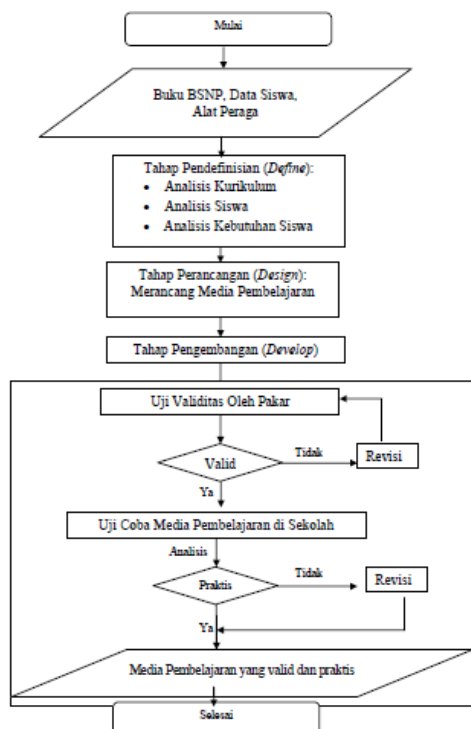 Mulai
Buku BSNP, Data Siswa,
Alat Peraga
Tahap Pendefinisian (Define):
• Analisis Kurikulum
• Analisis Siswa
• Analisis Kebutuhan Siswa
Tahap Perancangan (Design):
Merancang Media Pembelajaran
Tahap Pengembangan (Develop)
Uji Validitas Oleh Pakar
Valid
Tidak
Revisi
Ya
Uji Coba Media Pembelajaran di Sekolah
Analisis
Praktis
Tidak
Revisi
Ya
Media Pembelajaran yang valid dan praktis
Selesai